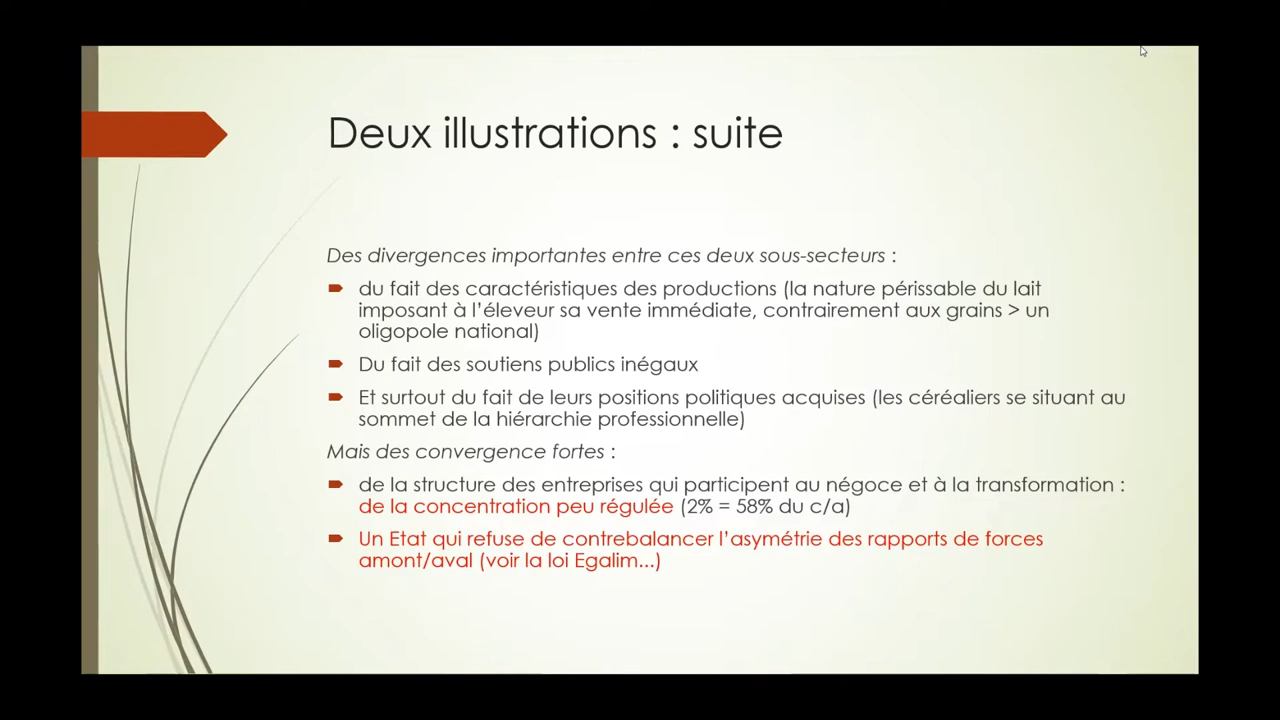 Deux illustrations : suite
Des divergences importantes entre ces deux sous-secteurs :
du fait des caractéristiques des productions (la nature périssable du lait
imposant à l'éleveur sa vente immédiate, contrairement aux grains > un
oligopole national)
Du fait des soutiens publics inégaux
Et surtout du fait de leurs positions politiques acquises (les céréaliers se situant au
sommet de la hiérarchie professionnelle)
Mais des convergence fortes :
de la structure des entreprises qui participent au négoce et à la transformation :
de la concentration peu régulée (2% = 58% du c/a)
Un Etat qui refuse de contrebalancer l'asymétrie des rapports de forces
amont/aval (voir la loi Egalim...)